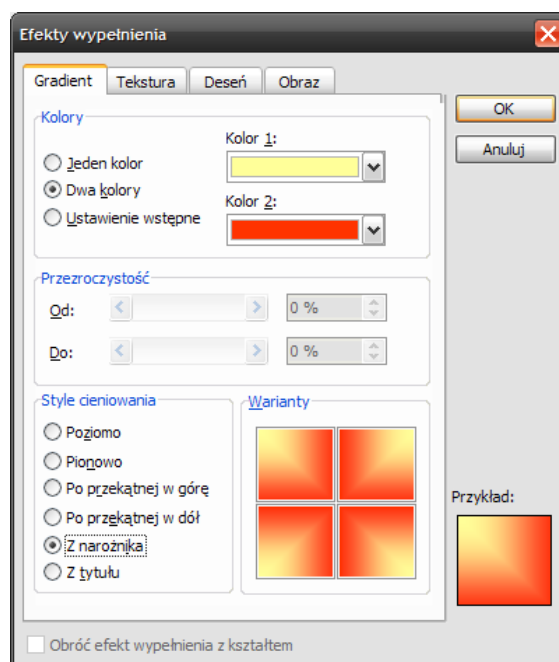 Efekty wypełnienia
Gradient Tekstura Deseń Obraz
OK
Anuluj
Kolory
Jeden kolor
Dwa kolory
Ustawienie wstępne
Kolor 1:
Kolor 2:
Przezroczystość
Od: 0 %
Do: 0 %
Style cieniowania
Poziomo
Pionowo
Po przekątnej w górę
Po przekątnej w dół
Z narożnika
Z tytułu
Warianty
Przykład:
Obróć efekt wypełnienia z kształtem